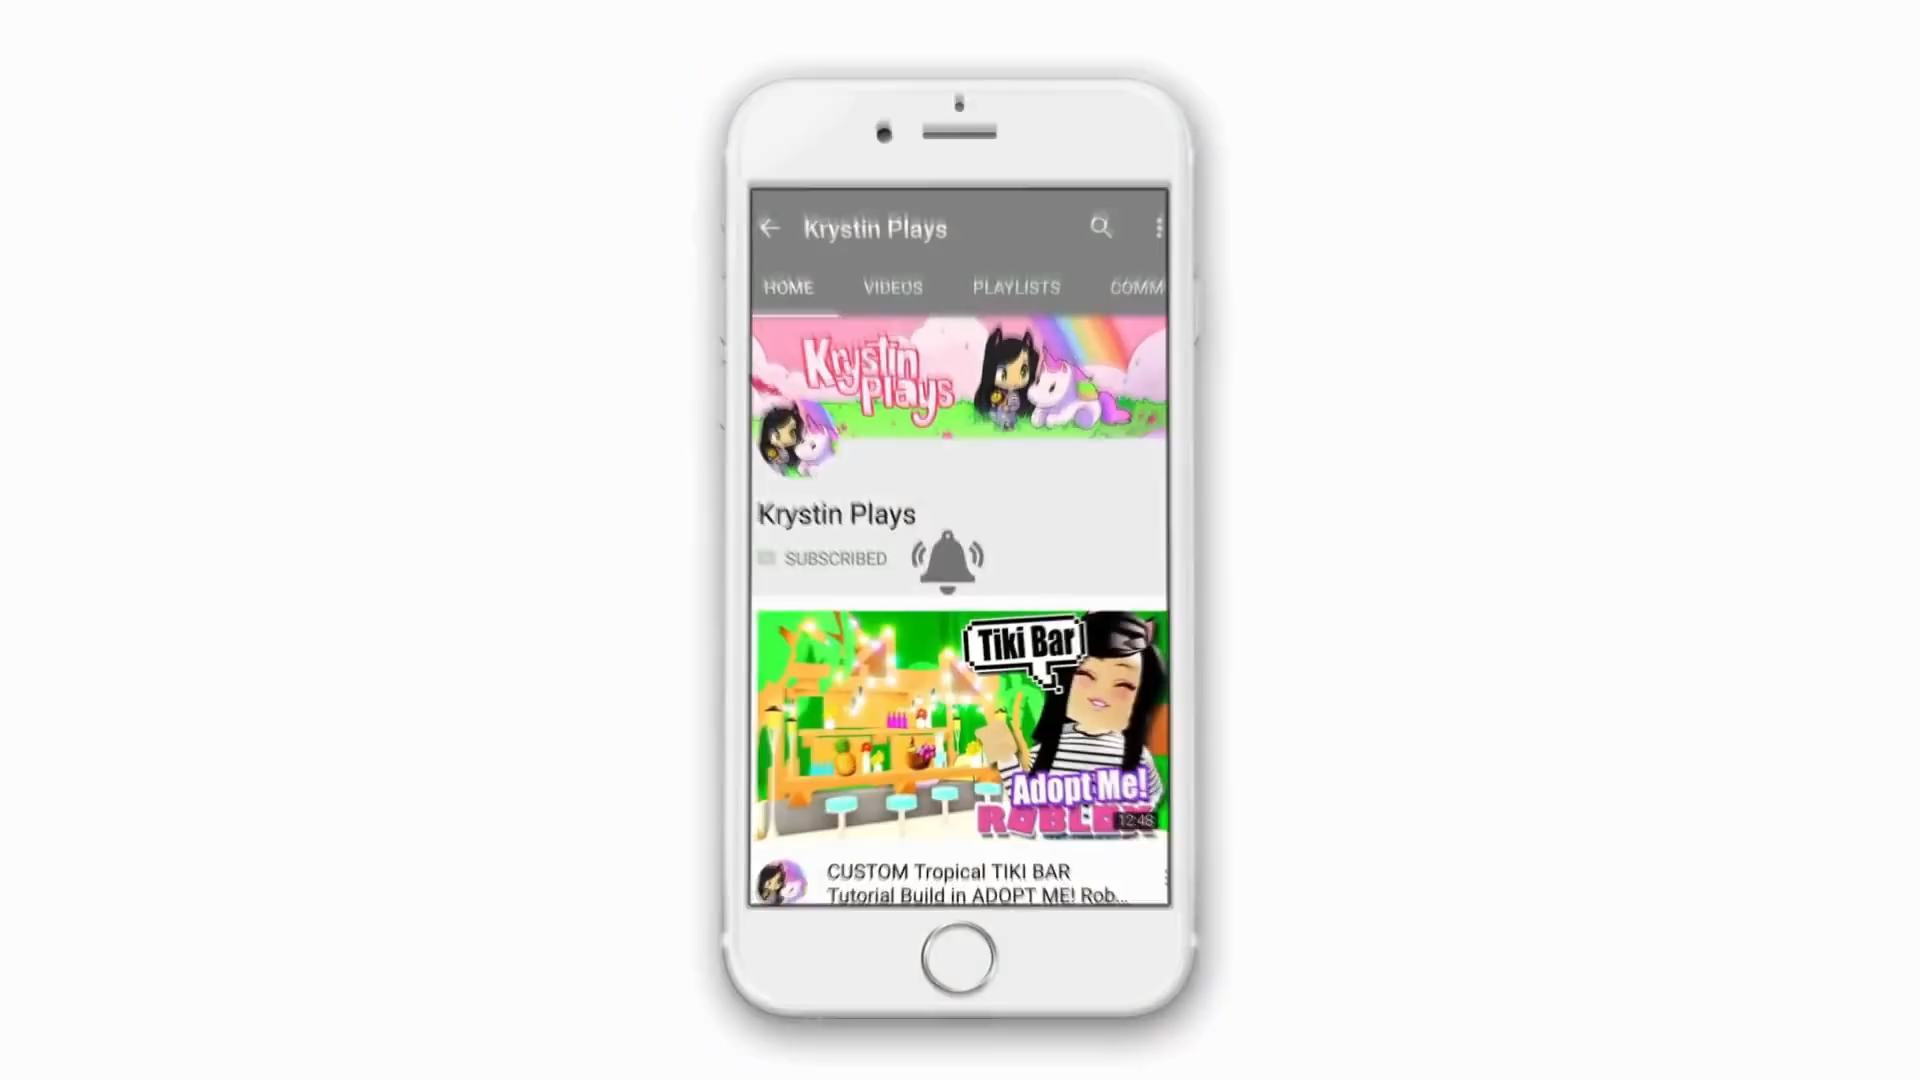 Krystin Plays
HOME VIDEOS PLAYLISTS COMM
Krystin
Plays
Krystin Plays
SUBSCRIBED
Tiki Bar
Adopt Me!
ROBLOX
12:48
CUSTOM Tropical TIKI BAR
Tutorial Build in ADOPT ME! Rob...